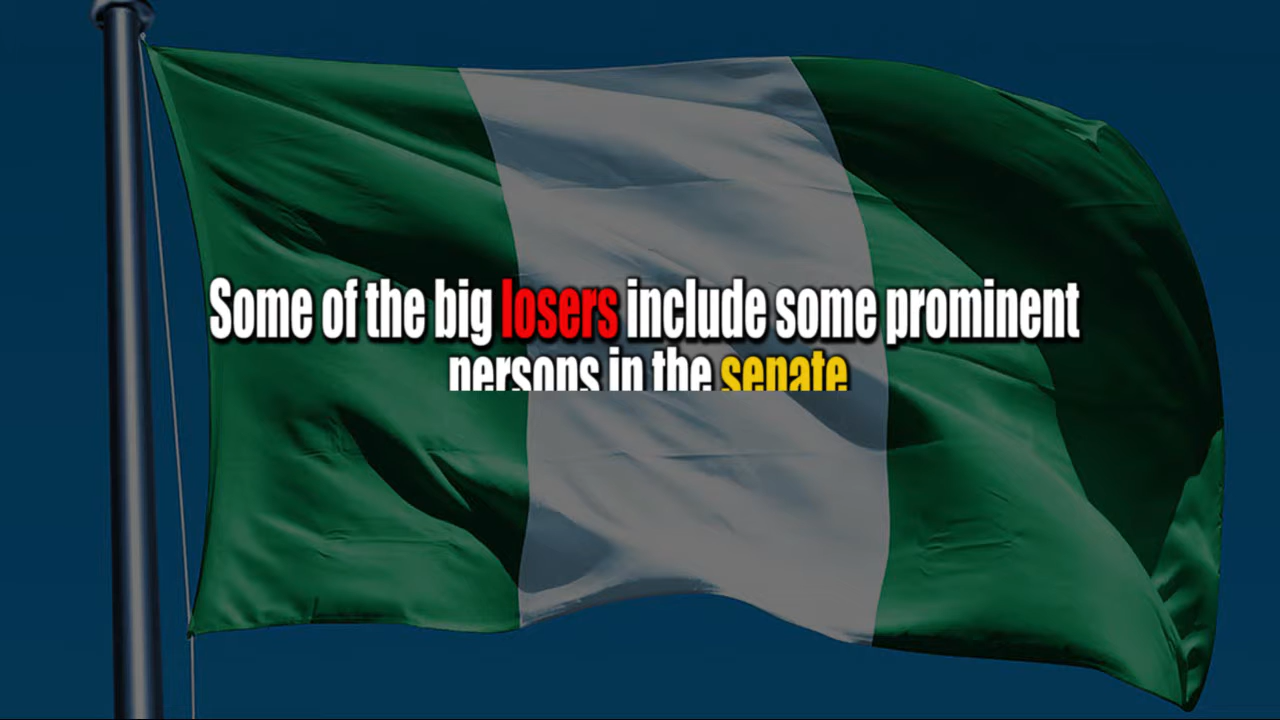 Some of the big losers include some prominent
persons in the senate